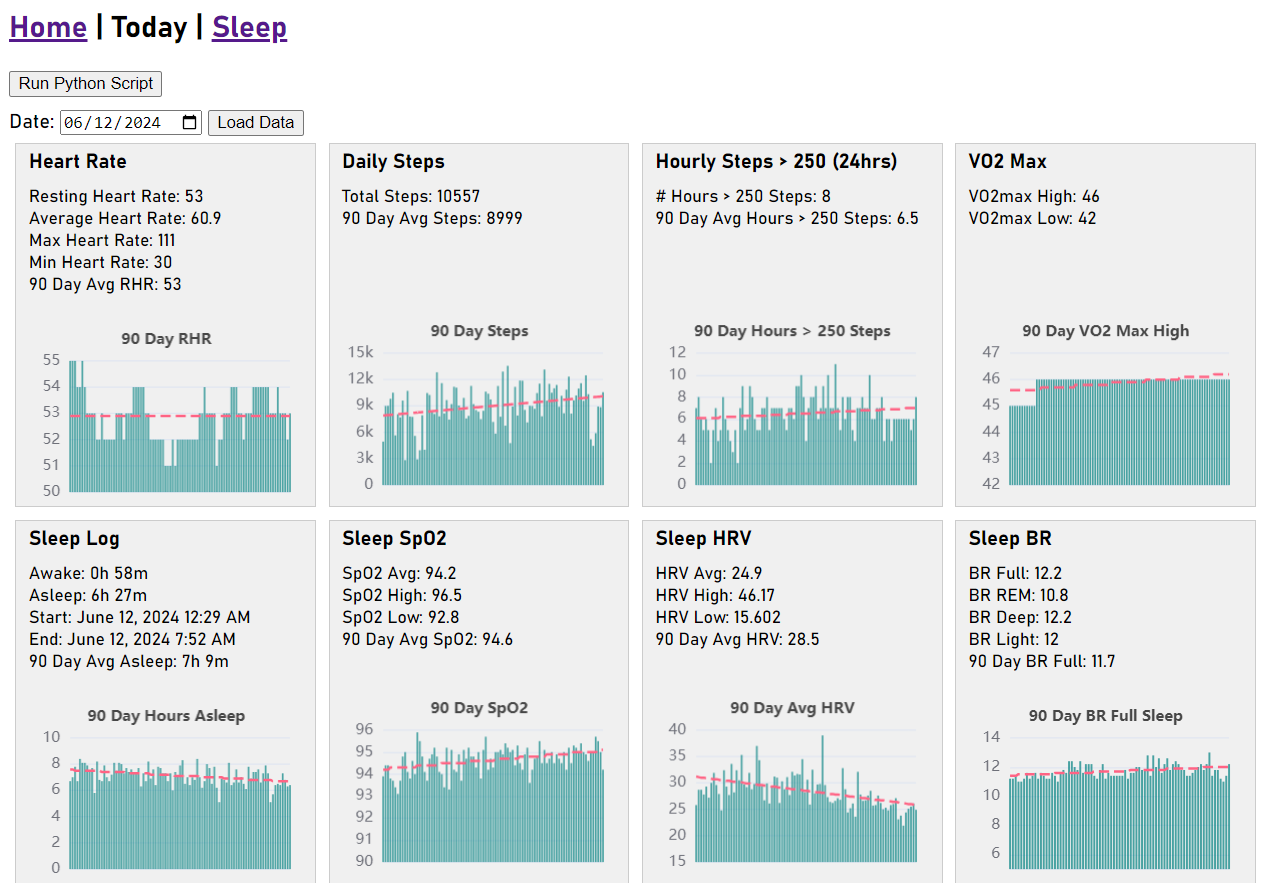 Home | Today | Sleep
Run Python Script
Date: 06/12/2024 Load Data
Heart Rate
Resting Heart Rate: 53
Average Heart Rate: 60.9
Max Heart Rate: 111
Min Heart Rate: 30
90 Day Avg RHR: 53
90 Day RHR
55
54
53
52
51
50
Daily Steps
Total Steps: 10557
90 Day Avg Steps: 8999
90 Day Steps
15k
12k
9k
6k
3k
0
Hourly Steps > 250 (24hrs)
# Hours > 250 Steps: 8
90 Day Avg Hours > 250 Steps: 6.5
90 Day Hours > 250 Steps
12
10
8
6
4
2
0
VO2 Max
VO2max High: 46
VO2max Low: 42
90 Day VO2 Max High
47
46
45
44
43
42
Sleep Log
Awake: 0h 58m
Asleep: 6h 27m
Start: June 12, 2024 12:29 AM
End: June 12, 2024 7:52 AM
90 Day Avg Asleep: 7h 9m
90 Day Hours Asleep
10
8
6
4
2
0
Sleep SpO2
SpO2 Avg: 94.2
SpO2 High: 96.5
SpO2 Low: 92.8
90 Day Avg SpO2: 94.6
90 Day SpO2
96
95
94
93
92
91
90
Sleep HRV
HRV Avg: 24.9
HRV High: 46.17
HRV Low: 15.602
90 Day Avg HRV: 28.5
90 Day Avg HRV
40
35
30
25
20
15
Sleep BR
BR Full: 12.2
BR REM: 10.8
BR Deep: 12.2
BR Light: 12
90 Day BR Full: 11.7
90 Day BR Full Sleep
14
12
10
8
6